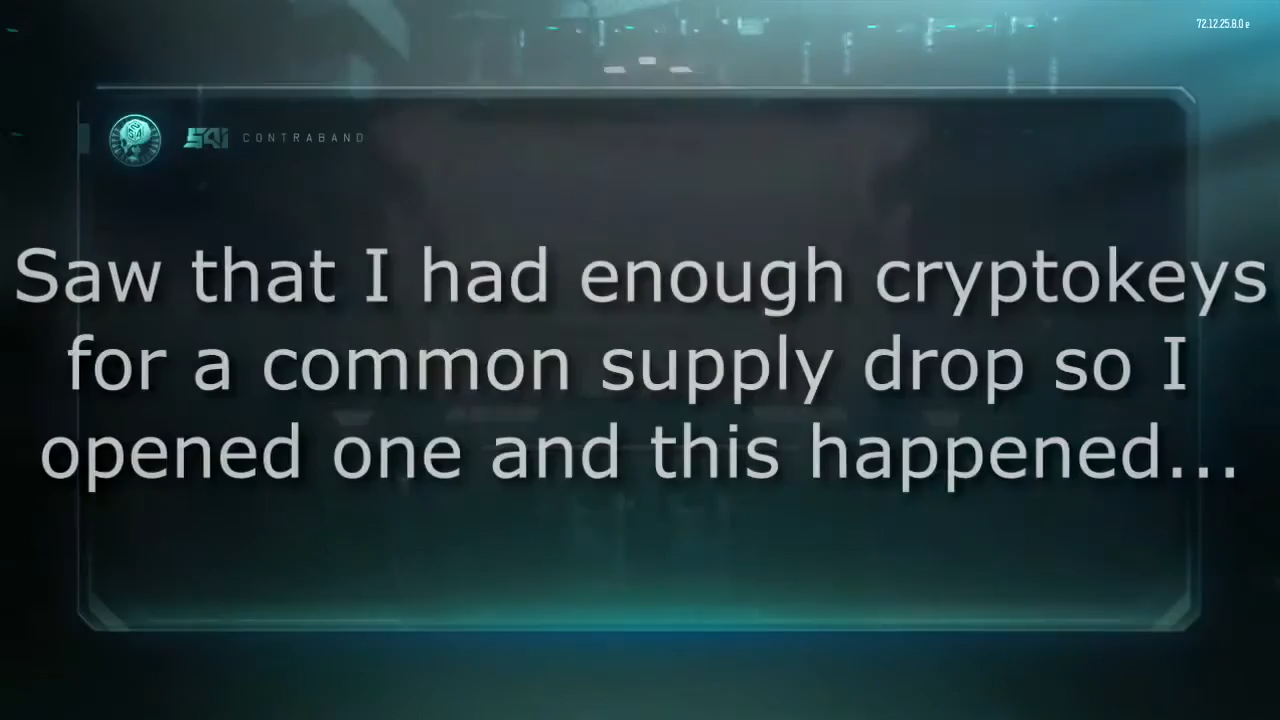 72.12.25.8.0 e
541 CONTRABAND
Saw that I had enough cryptokeys
for a common supply drop so I
opened one and this happened...